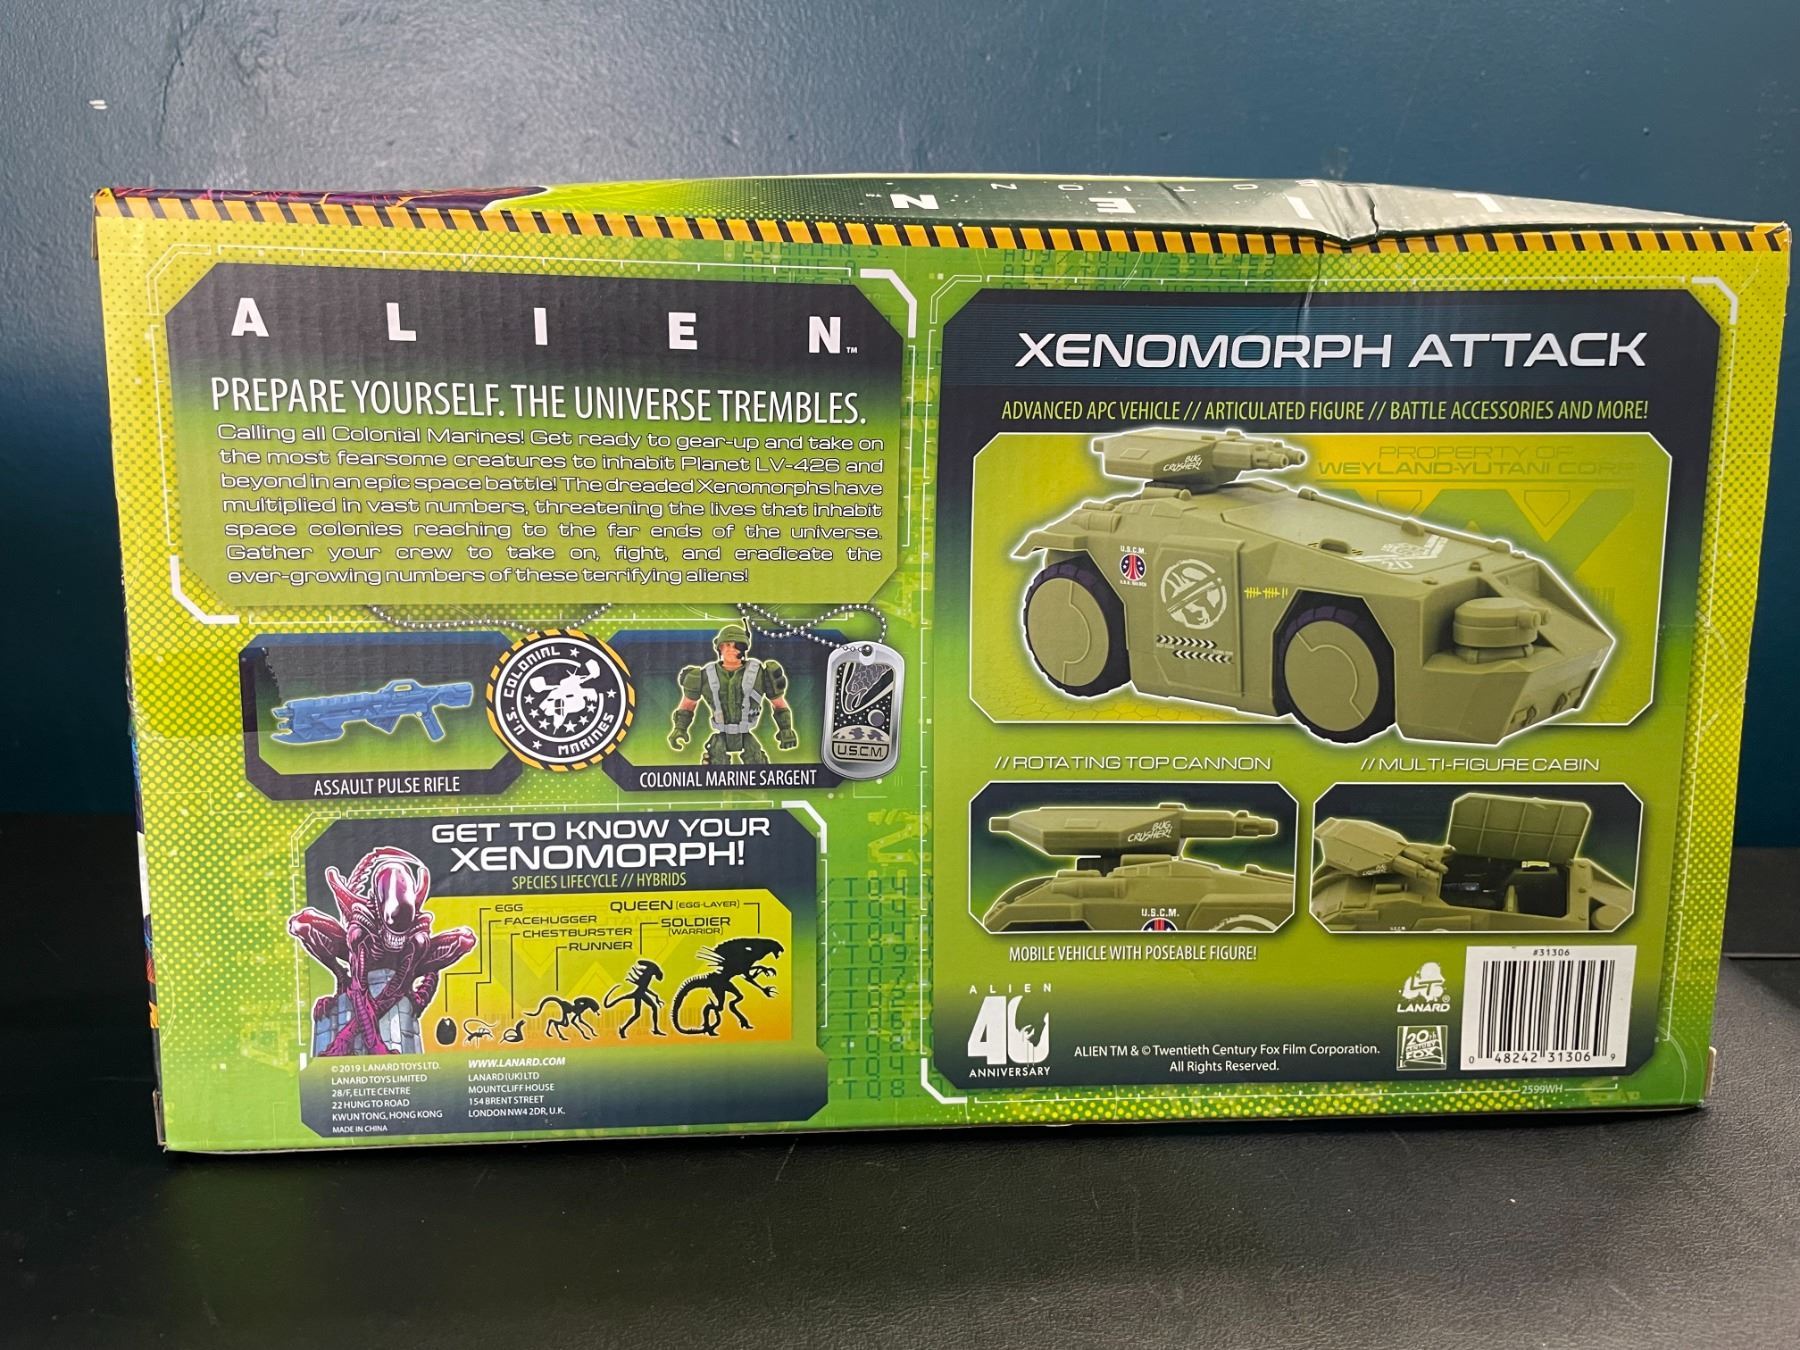 A L I E N™
PREPARE YOURSELF. THE UNIVERSE TREMBLES.
Calling all Colonial Marines! Get ready to gear-up and take on
the most fearsome creatures to inhabit Planet LV-426 and
beyond in an epic space battle! The dreaded Xenomorphs have
multiplied in vast numbers, threatening the lives that inhabit
space colonies reaching to the far ends of the universe.
Gather your crew to take on, fight, and eradicate the
ever-growing numbers of these terrifying aliens!
ASSAULT PULSE RIFLE
U.S. COLONIAL MARINES
COLONIAL MARINE SARGENT
U.S.C.M
GET TO KNOW YOUR
XENOMORPH!
SPECIES LIFECYCLE // HYBRIDS
EGG
FACEHUGGER
CHESTBURSTER
RUNNER
QUEEN (EGG-LAYER)
SOLDIER
(WARRIOR)
© 2019 LANARD TOYS LTD.
LANARD TOYS LIMITED
28/F, ELITE CENTRE
22 HUNG TO ROAD
KWUN TONG, HONG KONG
MADE IN CHINA
WWW.LANARD.COM
LANARD (UK) LTD
MOUNTCLIFF HOUSE
154 BRENT STREET
LONDON NW4 2DR, U.K.
XENOMORPH ATTACK
ADVANCED APC VEHICLE // ARTICULATED FIGURE // BATTLE ACCESSORIES AND MORE!
PROPERTY OF
WEYLAND-YUTANI
BUG
CRUSHER!
U.S.C.M.
// ROTATING TOP CANNON
// MULTI-FIGURE CABIN
BUG
CRUSHER!
U.S.C.M.
MOBILE VEHICLE WITH POSEABLE FIGURE!
ALIEN
40
ANNIVERSARY
ALIEN TM & © Twentieth Century Fox Film Corporation.
All Rights Reserved.
LANARD®
20th
CENTURY
FOX
#31306
0 48242 31306 9
2599WH